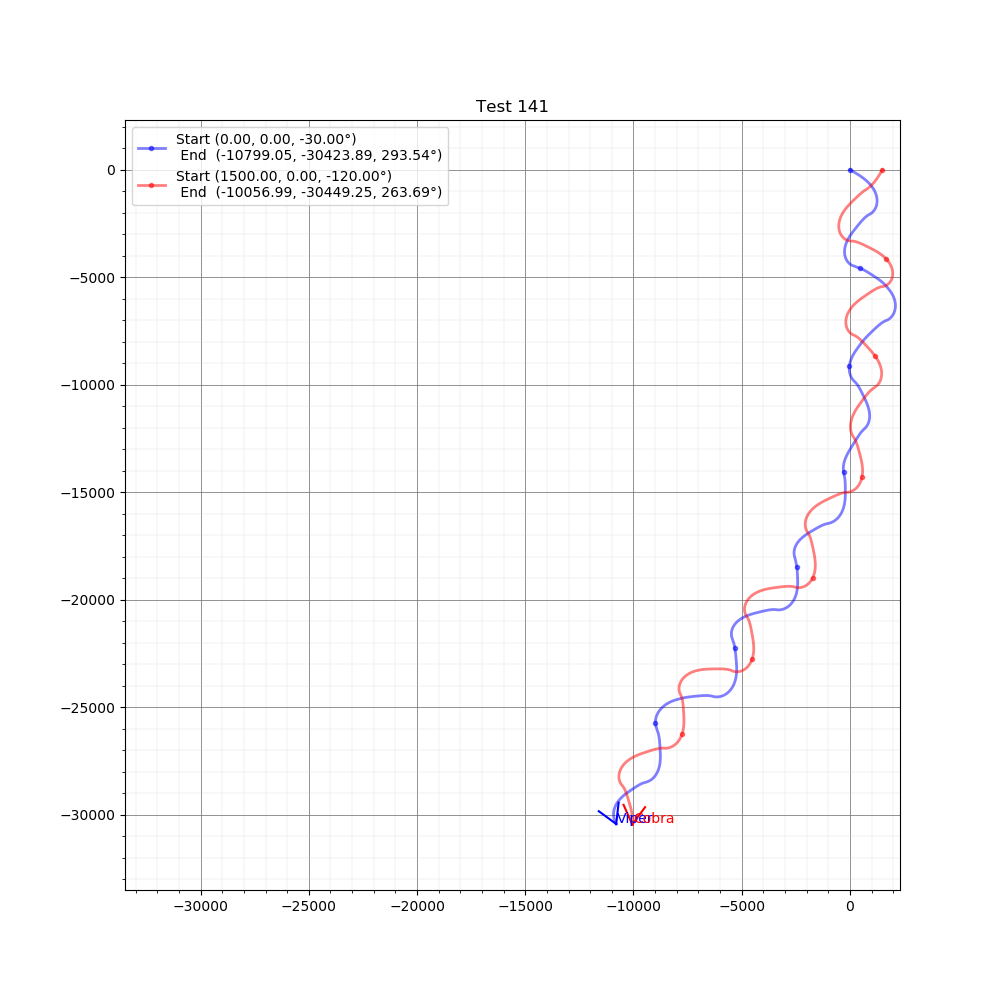 Test 141
Start (0.00, 0.00, -30.00°)
End (-10799.05, -30423.89, 293.54°)
Start (1500.00, 0.00, -120.00°)
End (-10056.99, -30449.25, 263.69°)
0
−5000
−10000
−15000
−20000
−25000
−30000
Viper
Cobra
−30000 −25000 −20000 −15000 −10000 −5000 0